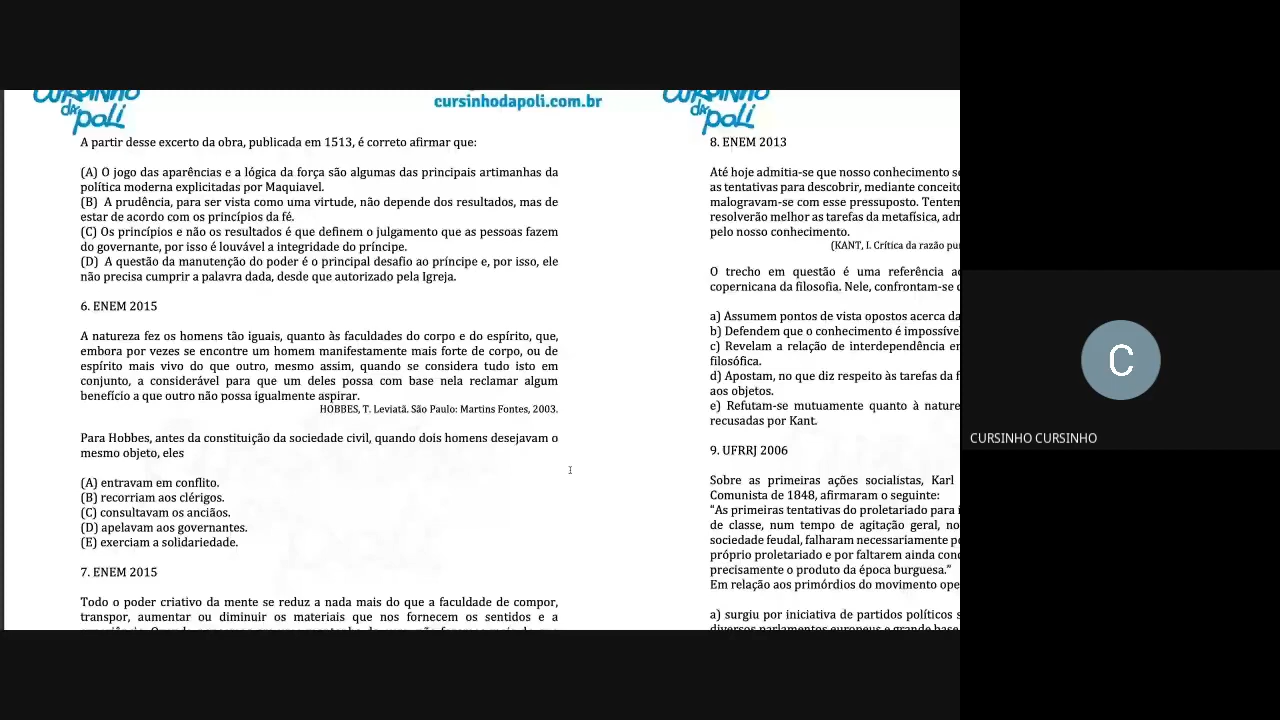 CURSINHO
da
poli
cursinhodapoli.com.br
A partir desse excerto da obra, publicada em 1513, é correto afirmar que:
(A) O jogo das aparências e a lógica da força são algumas das principais artimanhas da
política moderna explicitadas por Maquiavel.
(B) A prudência, para ser vista como uma virtude, não depende dos resultados, mas de
estar de acordo com os princípios da fé.
(C) Os princípios e não os resultados é que definem o julgamento que as pessoas fazem
do governante, por isso é louvável a integridade do príncipe.
(D) A questão da manutenção do poder é o principal desafio ao príncipe e, por isso, ele
não precisa cumprir a palavra dada, desde que autorizado pela Igreja.
6. ENEM 2015
A natureza fez os homens tão iguais, quanto às faculdades do corpo e do espírito, que,
embora por vezes se encontre um homem manifestamente mais forte de corpo, ou de
espírito mais vivo do que outro, mesmo assim, quando se considera tudo isto em
conjunto, a considerável para que um deles possa com base nela reclamar algum
benefício a que outro não possa igualmente aspirar.
HOBBES, T. Leviatã. São Paulo: Martins Fontes, 2003.
Para Hobbes, antes da constituição da sociedade civil, quando dois homens desejavam o
mesmo objeto, eles
(A) entravam em conflito.
(B) recorriam aos clérigos.
(C) consultavam os anciãos.
(D) apelavam aos governantes.
(E) exerciam a solidariedade.
7. ENEM 2015
Todo o poder criativo da mente se reduz a nada mais do que a faculdade de compor,
transpor, aumentar ou diminuir os materiais que nos fornecem os sentidos e a
CURSINHO
da
poli
8. ENEM 2013
Até hoje admitia-se que nosso conhecimento
as tentativas para descobrir, mediante
malogravam-se com esse pressuposto.
resolverão melhor as tarefas da metafísica,
pelo nosso conhecimento.
(KANT, I. Crítica da razão
O trecho em questão é uma referência
copernicana da filosofia. Nele, confrontam-se
a) Assumem pontos de vista opostos acerca da
b) Defendem que o conhecimento é
c) Revelam a relação de interdependência
filosófica.
d) Apostam, no que diz respeito às tarefas da
aos objetos.
e) Refutam-se mutuamente quanto à
recusadas por Kant.
9. UFRRJ 2006
Sobre as primeiras ações socialistas, Karl
Comunista de 1848, afirmaram o seguinte:
"As primeiras tentativas do proletariado para
de classe, num tempo de agitação geral,
sociedade feudal, falharam necessariamente
próprio proletariado e por faltarem ainda
precisamente o produto da época burguesa."
Em relação aos primórdios do movimento
a) surgiu por iniciativa de partidos políticos
diversos parlamentos europeus e grande base
C
CURSINHO CURSINHO